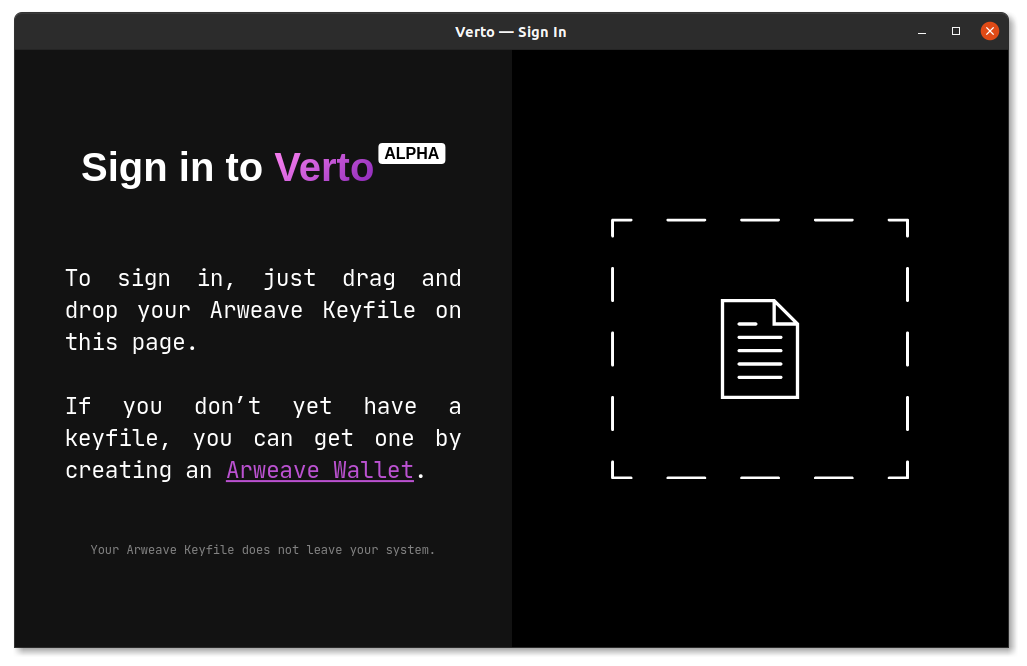 Verto — Sign In
Sign in to Verto ALPHA
To sign in, just drag and
drop your Arweave Keyfile on
this page.
If you don’t yet have a
keyfile, you can get one by
creating an Arweave Wallet.
Your Arweave Keyfile does not leave your system.